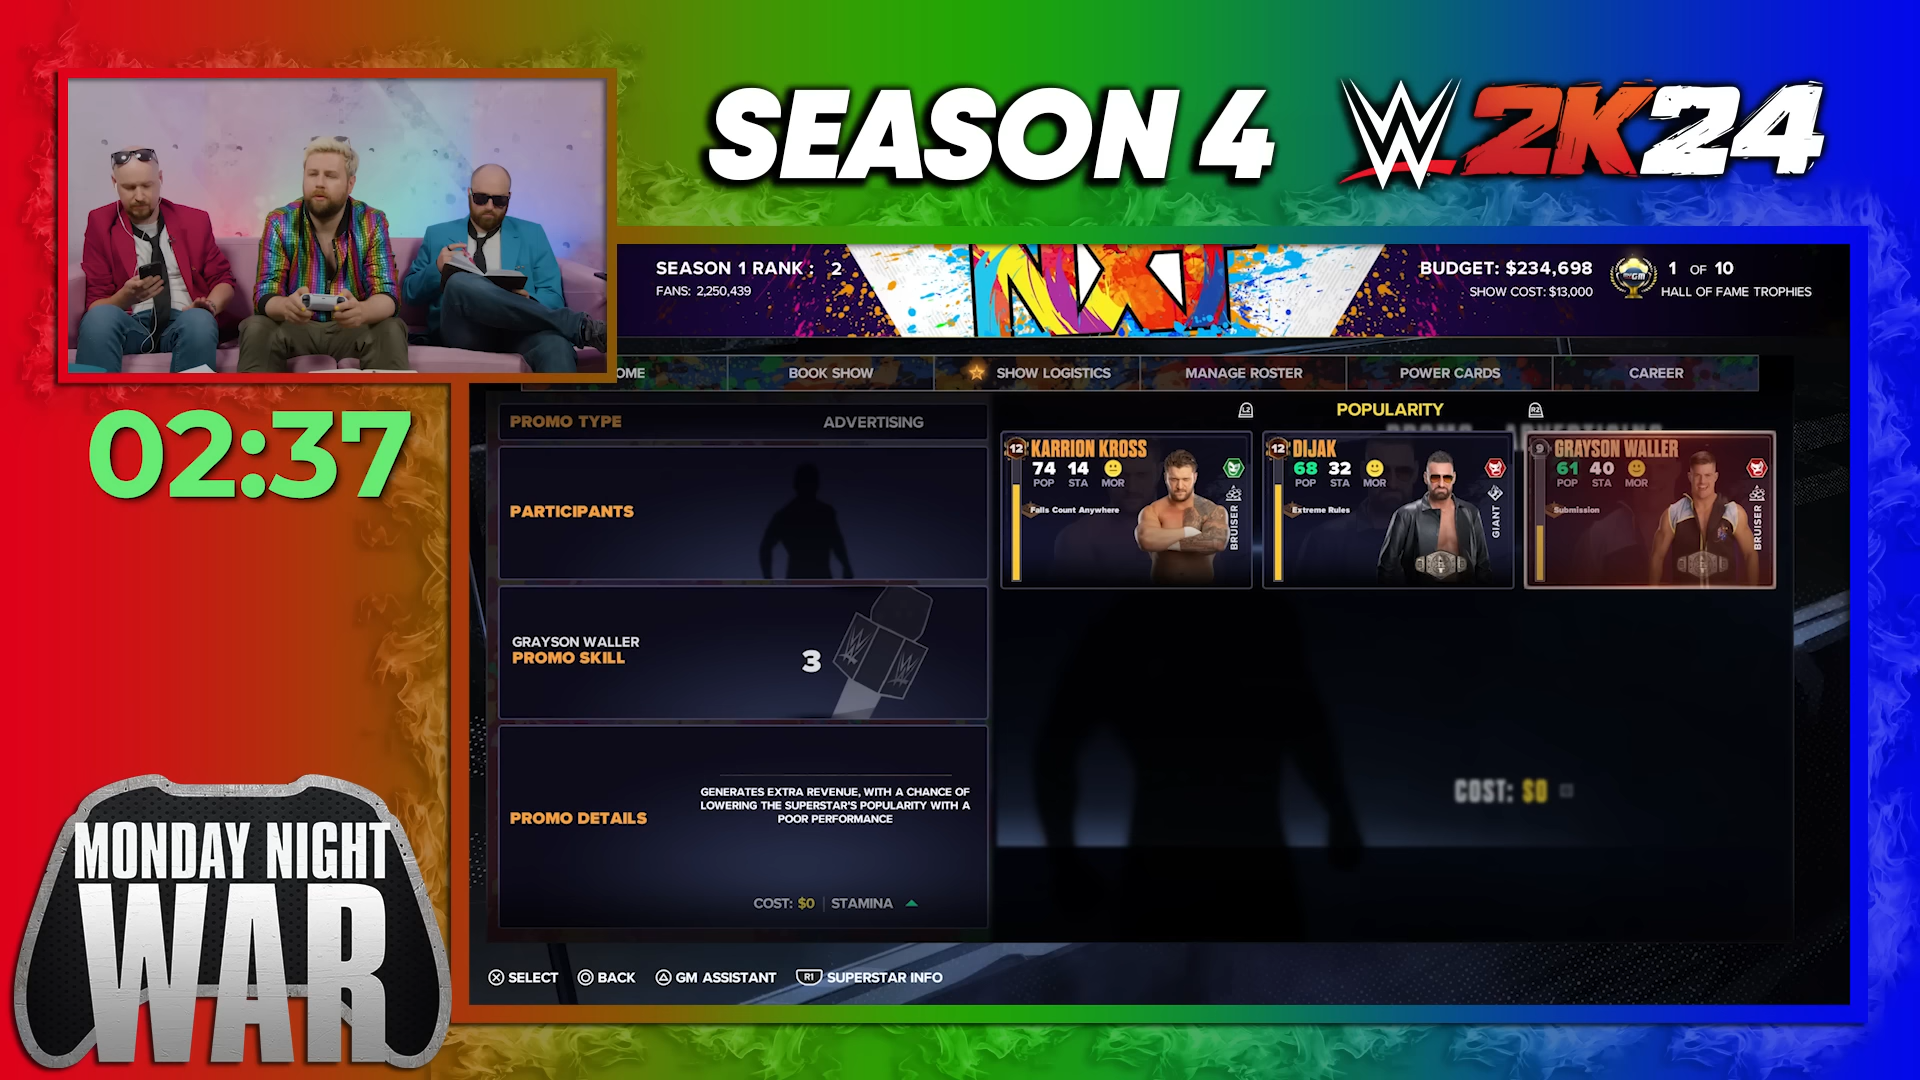 SEASON 4
W 2K24
SEASON 1 RANK : 2
FANS: 2,250,439
NXT
BUDGET: $234,698
SHOW COST: $13,000
1 OF 10
HALL OF FAME TROPHIES
OME
BOOK SHOW
SHOW LOGISTICS
MANAGE ROSTER
POWER CARDS
CAREER
02:37
PROMO TYPE
ADVERTISING
L2
POPULARITY
R2
PARTICIPANTS
12 KARRION KROSS
74 14
POP STA MOR
Falls Count Anywhere
BRUISER
12 DIJAK
68 32
POP STA MOR
Extreme Rules
GIANT
9 GRAYSON WALLER
61 40
POP STA MOR
Submission
BRUISER
GRAYSON WALLER
PROMO SKILL
3
PROMO DETAILS
GENERATES EXTRA REVENUE, WITH A CHANCE OF
LOWERING THE SUPERSTAR'S POPULARITY WITH A
POOR PERFORMANCE
COST: $0 | STAMINA
COST: $0
SELECT
BACK
GM ASSISTANT
R1 SUPERSTAR INFO
MONDAY NIGHT
WAR